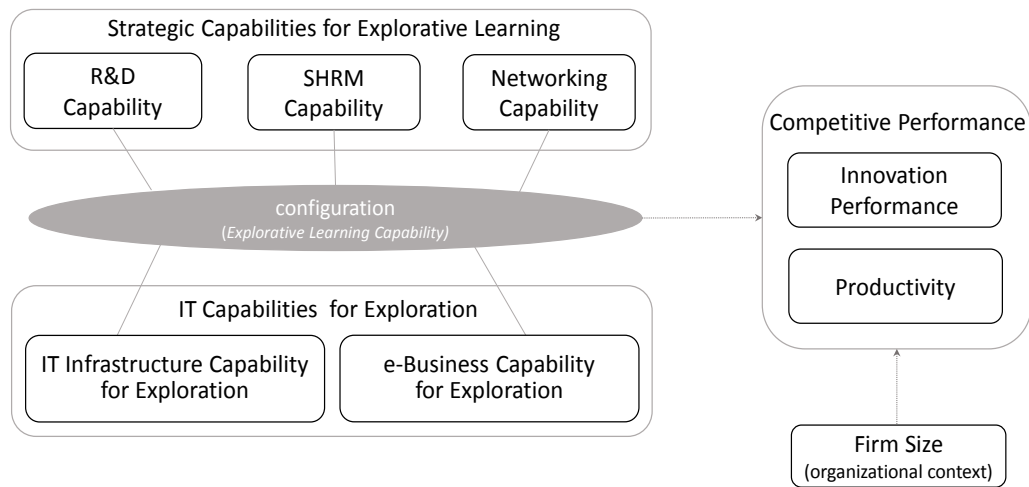 Strategic Capabilities for Explorative Learning
R&D
Capability
SHRM
Capability
Networking
Capability
configuration
(Explorative Learning Capability)
IT Capabilities for Exploration
IT Infrastructure Capability
for Exploration
e-Business Capability
for Exploration
Competitive Performance
Innovation
Performance
Productivity
Firm Size
(organizational context)